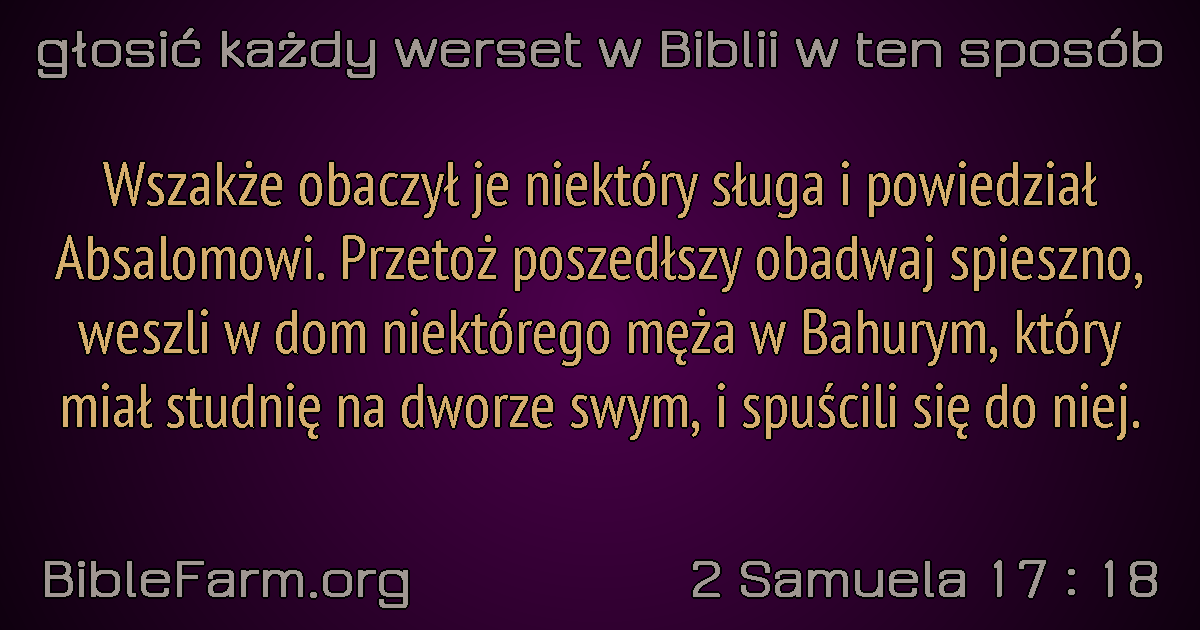 głosić każdy werset w Biblii w ten sposób
Wszakże obaczył je niektóry sługa i powiedział
Absalomowi. Przetoż poszedłszy obadwaj spieszno,
weszli w dom niektórego męża w Bahurym, który
miał studnię na dworze swym, i spuścili się do niej.
BibleFarm.org
2 Samuela 17 : 18